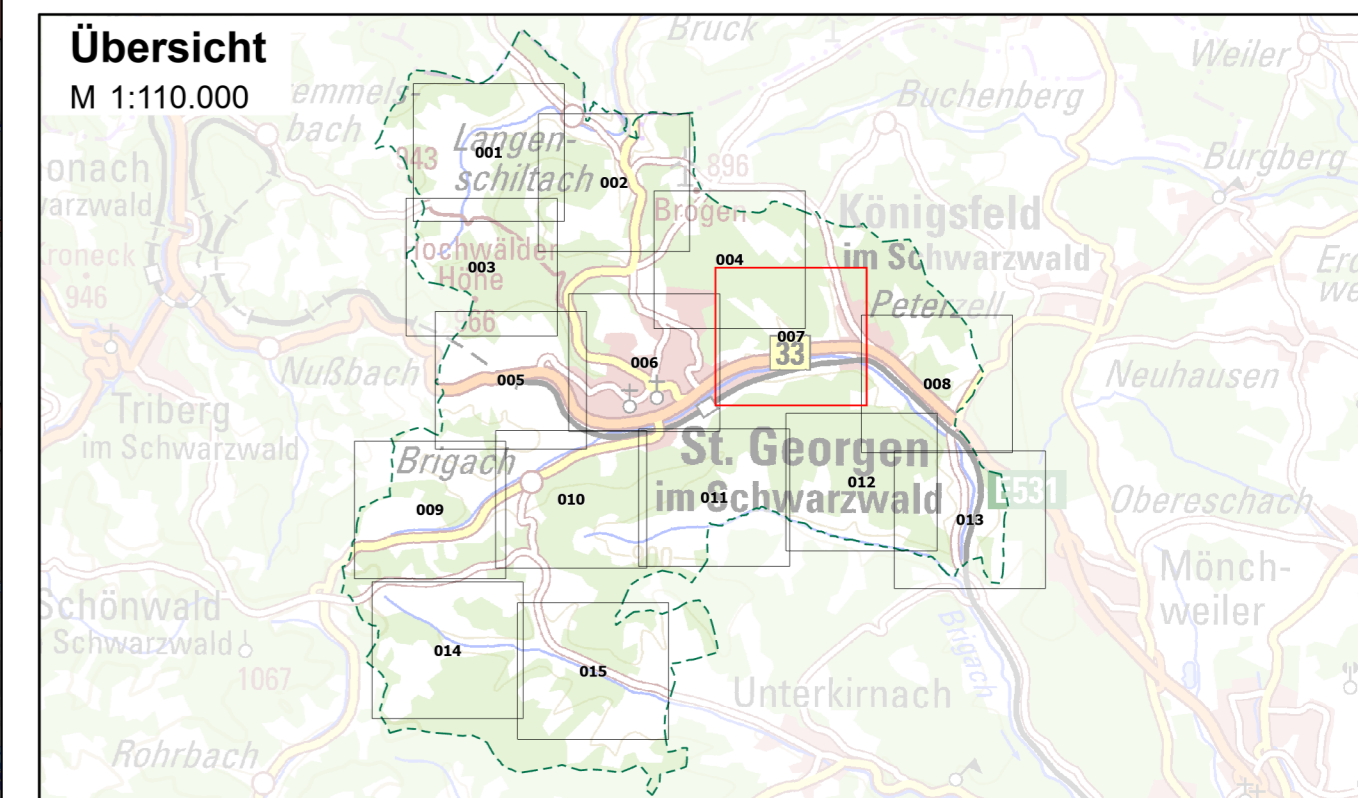 Übersicht
M 1:110.000
Bruck
Weiler
emmels-
bach
Buchenberg
Langen-
schiltach
001
002
943
896
Burgberg
onach
Brogen
Königsfeld
im Schwarzwald
Hochwälder
Höhe
003
004
roneck
946
966
Peterzell
007
33
006
005
008
Nußbach
Neuhausen
Triberg
im Schwarzwald
Brigach
St. Georgen
im Schwarzwald
009
010
011
012
013
E531
Obereschach
900
Mönch-
weiler
Schönwald
Schwarzwald
1067
014
015
Brigach
Unterkirnach
Rohrbach